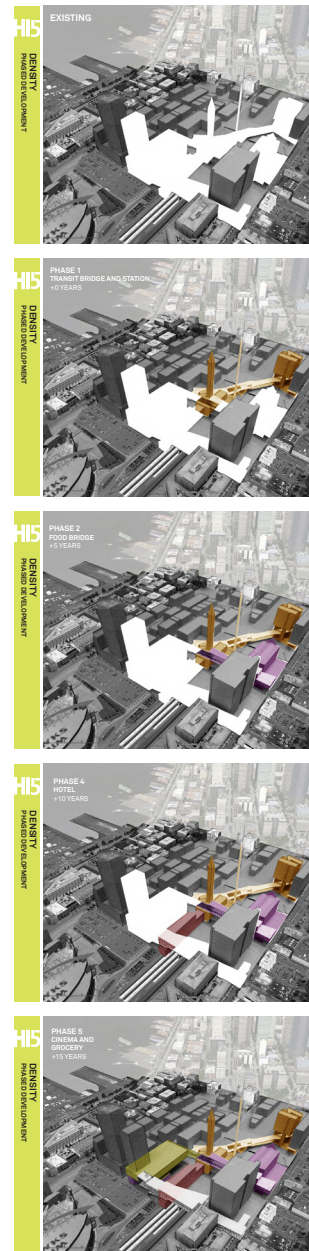 HI5
DENSITY
PHASED DEVELOPMENT
EXISTING
HI5
DENSITY
PHASED DEVELOPMENT
PHASE 1
TRANSIT BRIDGE AND STATION
+0 YEARS
HI5
DENSITY
PHASED DEVELOPMENT
PHASE 2
FOOD BRIDGE
+5 YEARS
HI5
DENSITY
PHASED DEVELOPMENT
PHASE 4
HOTEL
+10 YEARS
HI5
DENSITY
PHASED DEVELOPMENT
PHASE 5
CINEMA AND
GROCERY
+15 YEARS